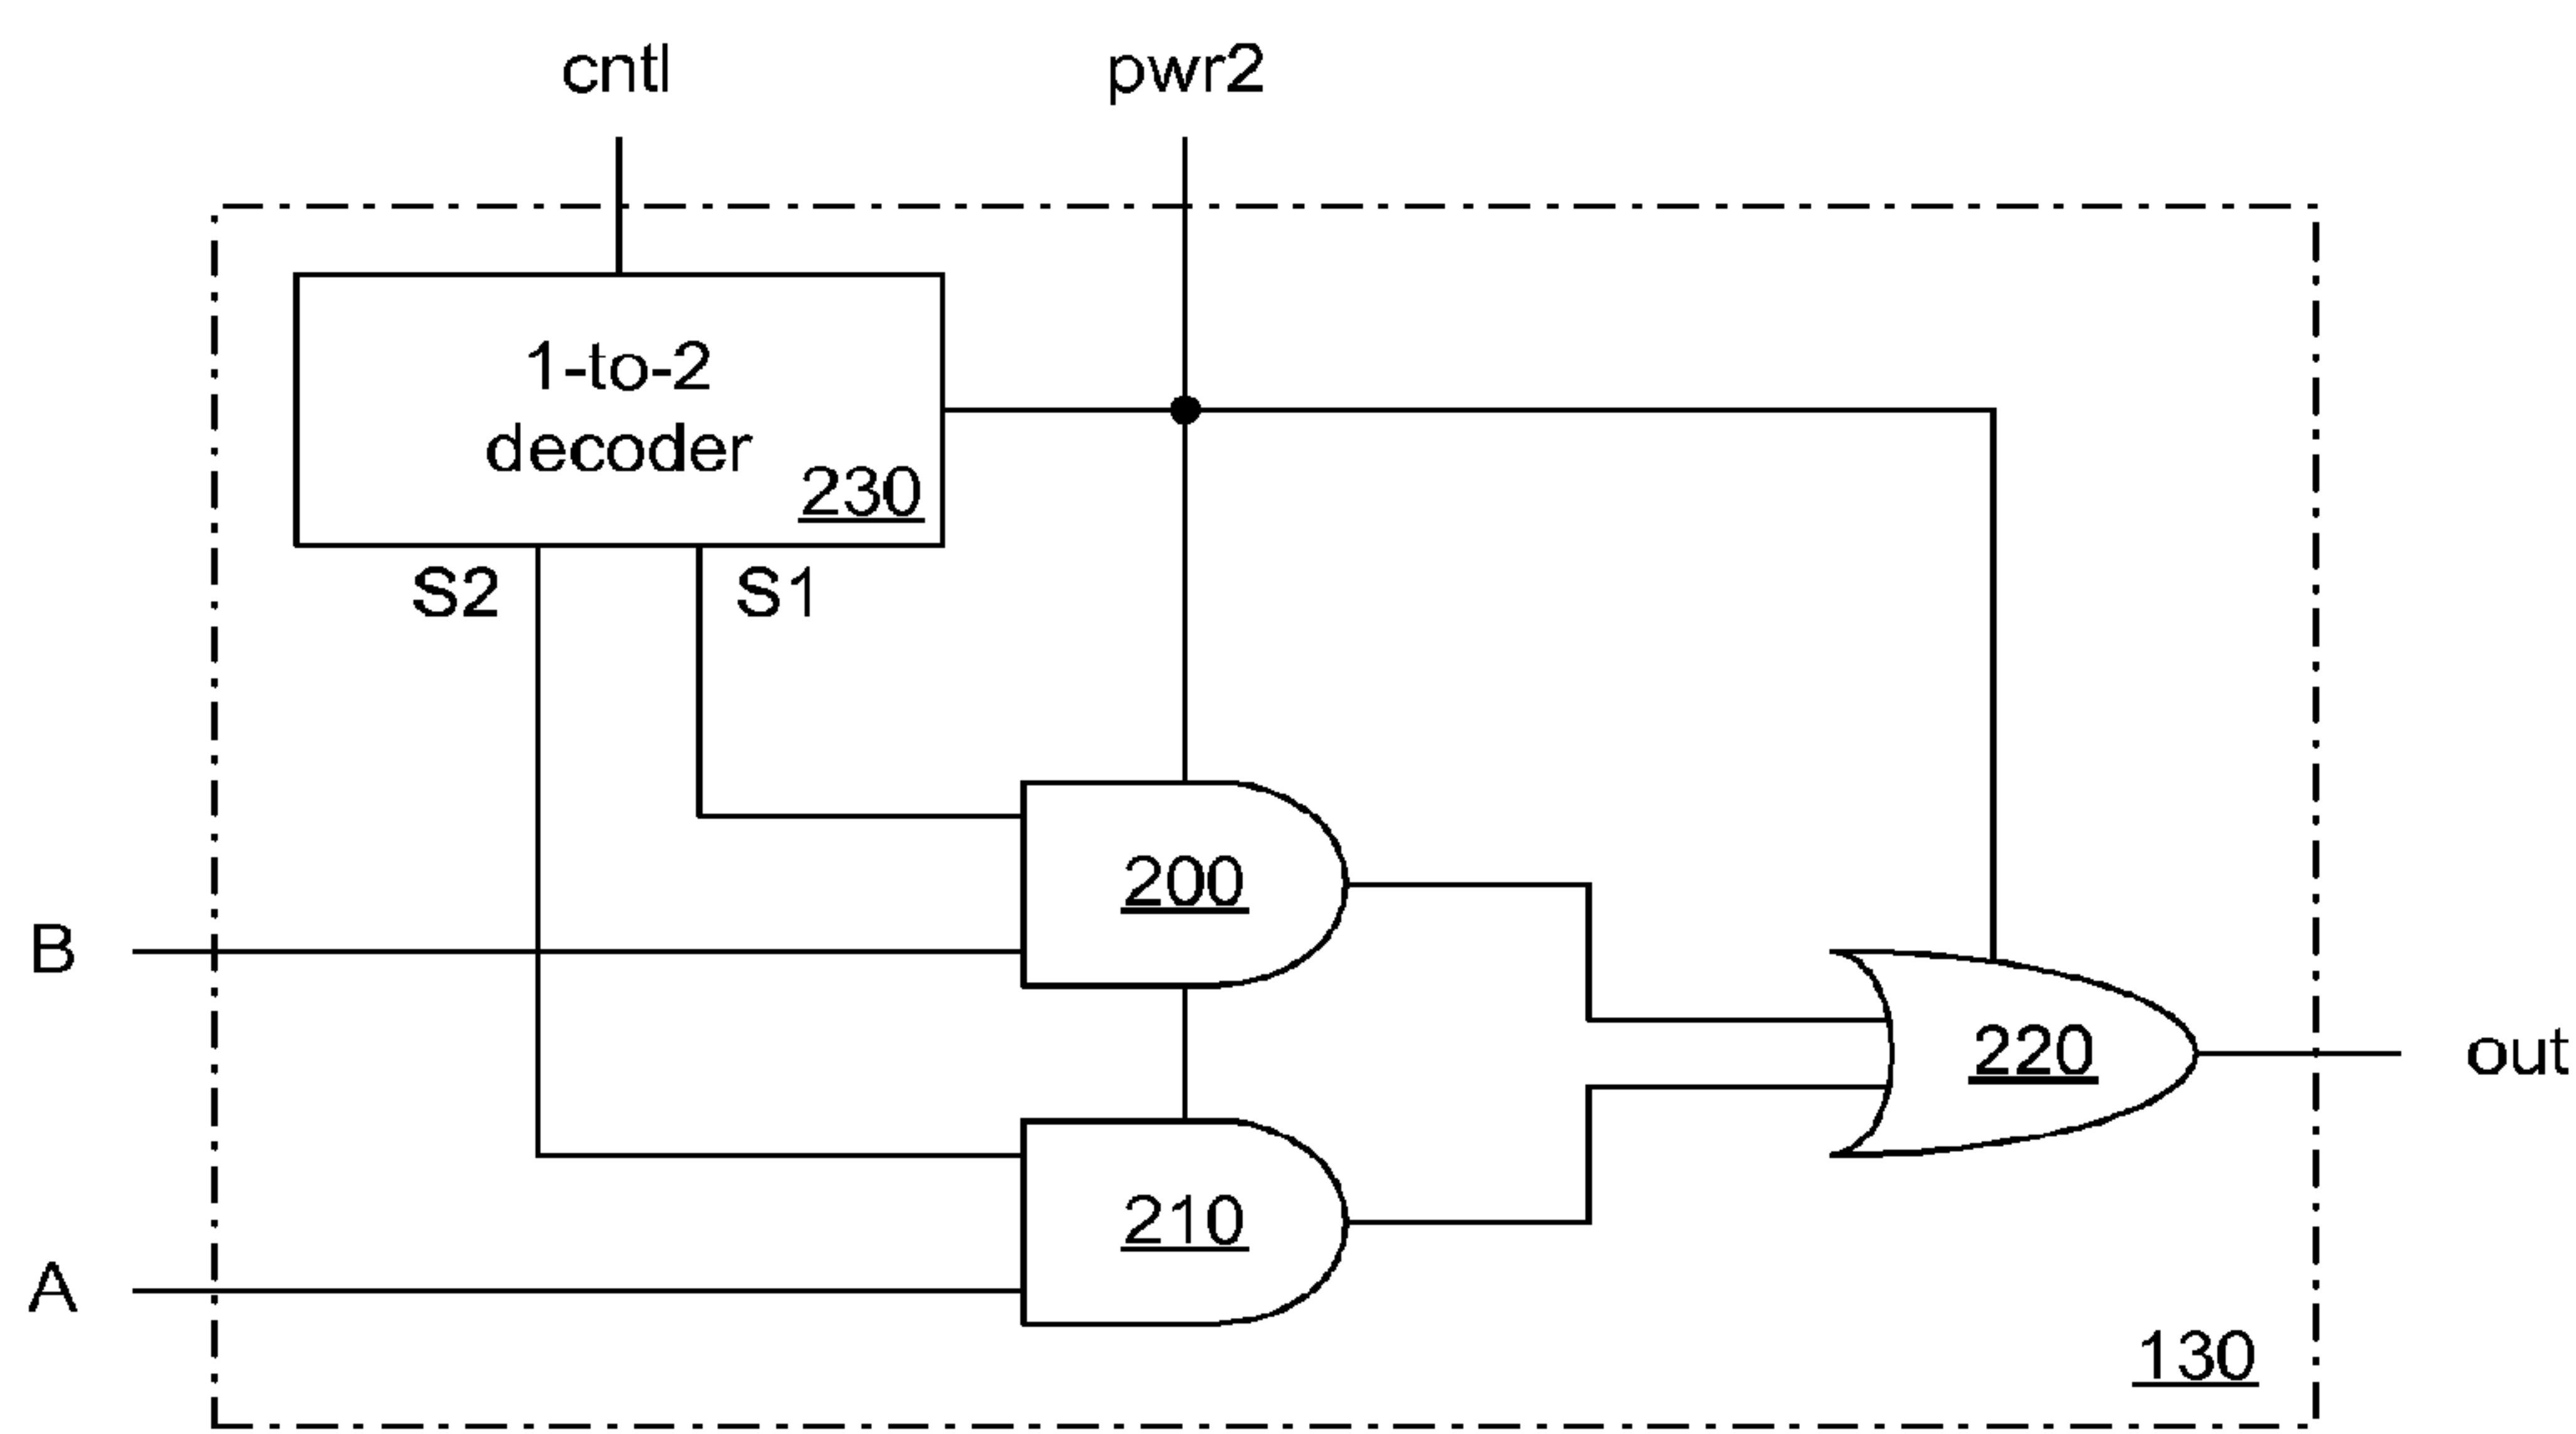 cntl
pwr2
1-to-2
decoder
230
S2
S1
200
B
220
out
210
A
130